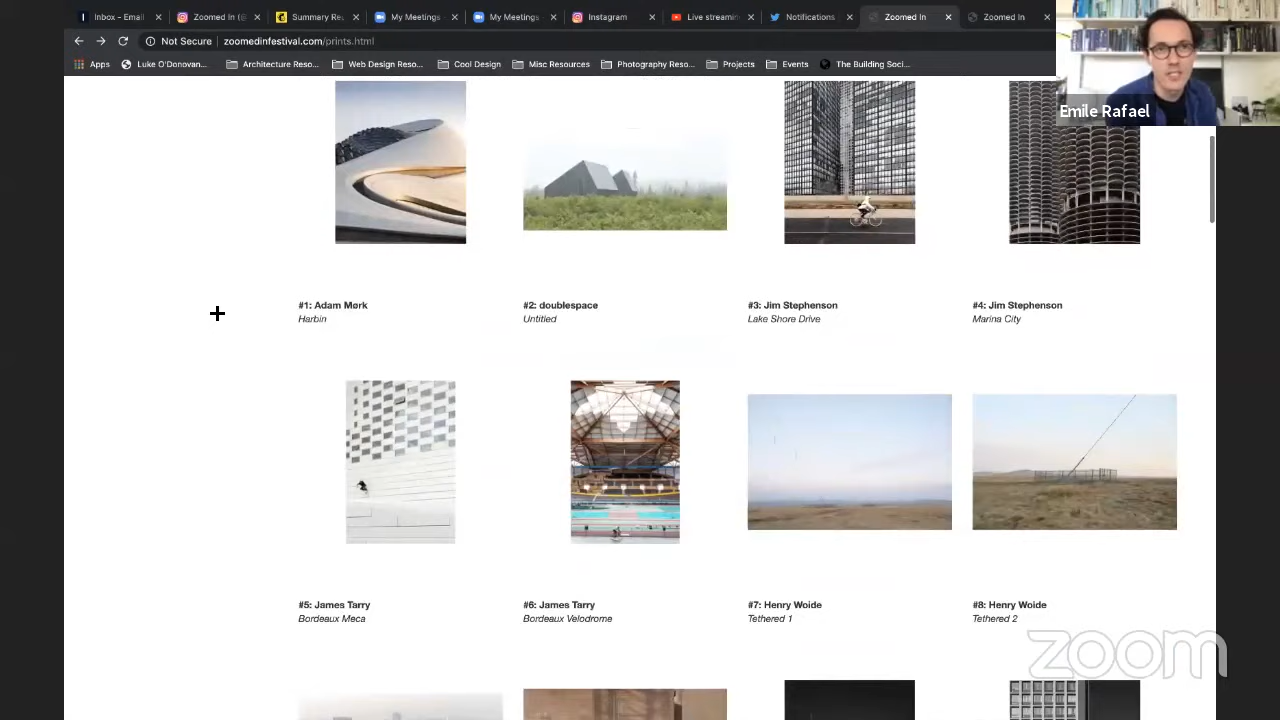 Inbox - Email
Zoomed In (@
Summary Re
My Meetings
My Meetings
Instagram
Live streamin
Notifications
Zoomed In
Zoomed In
Not Secure
zoomedinfestival.com/prints.html
Apps
Luke O'Donovan...
Architecture Reso...
Web Design Reso...
Cool Design
Misc Resources
Photography Reso...
Projects
Events
The Building Soci...
Emile Rafael
#1: Adam Mørk
Harbin
#2: doublespace
Untitled
#3: Jim Stephenson
Lake Shore Drive
#4: Jim Stephenson
Marina City
#5: James Tarry
Bordeaux Meca
#6: James Tarry
Bordeaux Velodrome
#7: Henry Woide
Tethered 1
#8: Henry Woide
Tethered 2
zoom